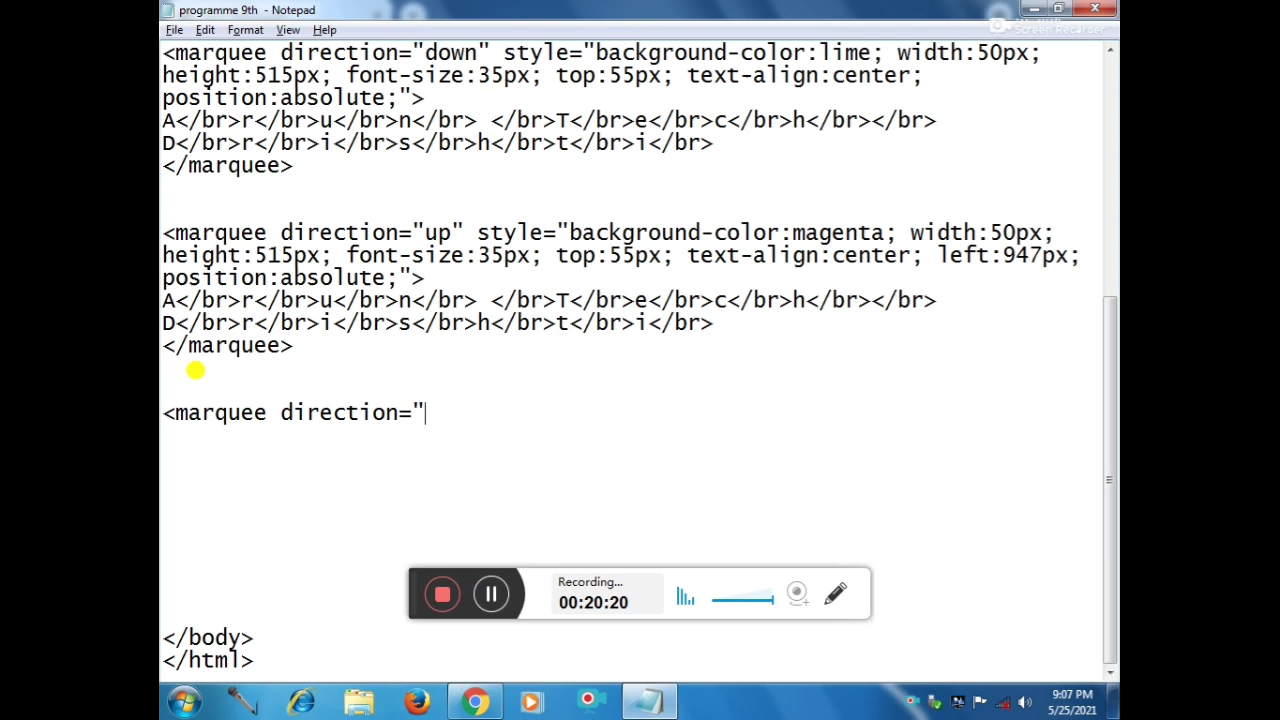 programme 9th - Notepad
File Edit Format View Help
Screen Recorder
<marquee direction="down" style="background-color:lime; width:50px;
height:515px; font-size:35px; top:55px; text-align:center;
position:absolute;">
A</br>r</br>u</br>n</br> </br>T</br>e</br>c</br>h</br></br>
D</br>r</br>i</br>s</br>h</br>t</br>i</br>
</marquee>
<marquee direction="up" style="background-color:magenta; width:50px;
height:515px; font-size:35px; top:55px; text-align:center; left:947px;
position:absolute;">
A</br>r</br>u</br>n</br> </br>T</br>e</br>c</br>h</br></br>
D</br>r</br>i</br>s</br>h</br>t</br>i</br>
</marquee>
<marquee direction="
Recording...
00:20:20
</body>
</html>
9:07 PM
5/25/2021